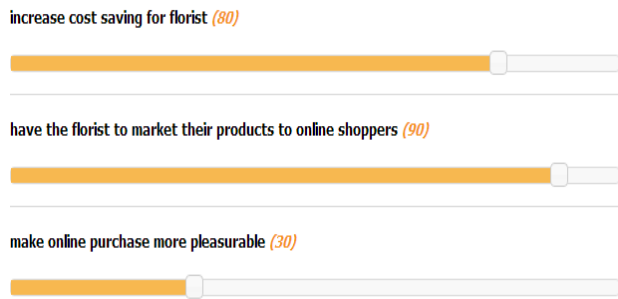 increase cost saving for florist (80)
have the florist to market their products to online shoppers (90)
make online purchase more pleasurable (30)